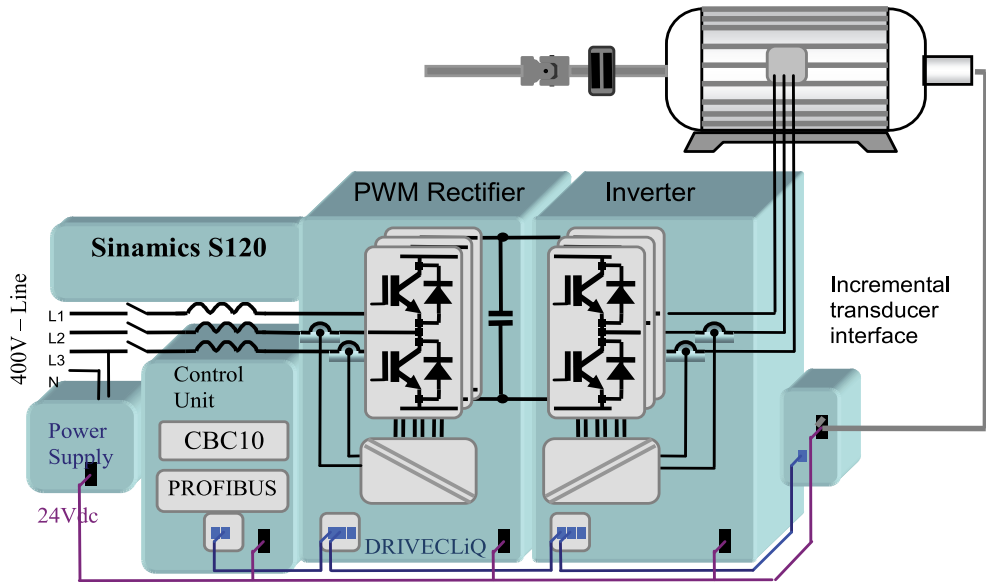 PWM Rectifier
Inverter
Sinamics S120
400V – Line
L1
L2
L3
N
Incremental
transducer
interface
Control
Unit
CBC10
PROFIBUS
Power
Supply
24Vdc
DRIVECLiQ